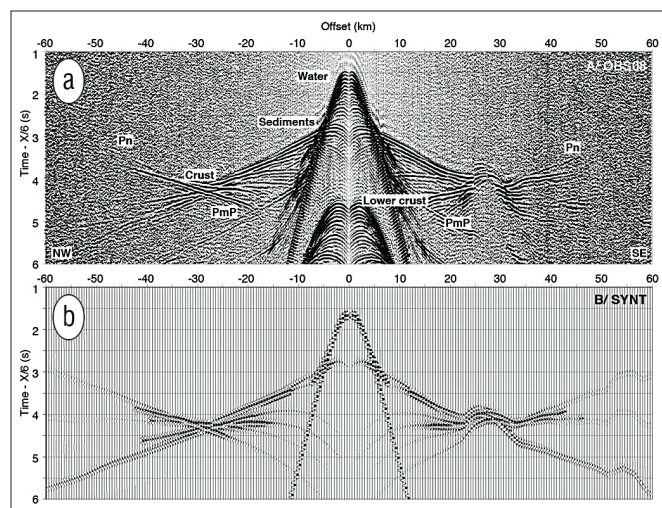 Offset (km)
-60 -50 -40 -30 -20 -10 0 10 20 30 40 50 60
a
A/ OBS08
Water
Sediments
Pn
Pn
Crust
Lower crust
PmP
PmP
NW
SE
Time - X/6 (s)
1
2
3
4
5
6
-60 -50 -40 -30 -20 -10 0 10 20 30 40 50 60
b
B/ SYNT
Time - X/6 (s)
1
2
3
4
5
6